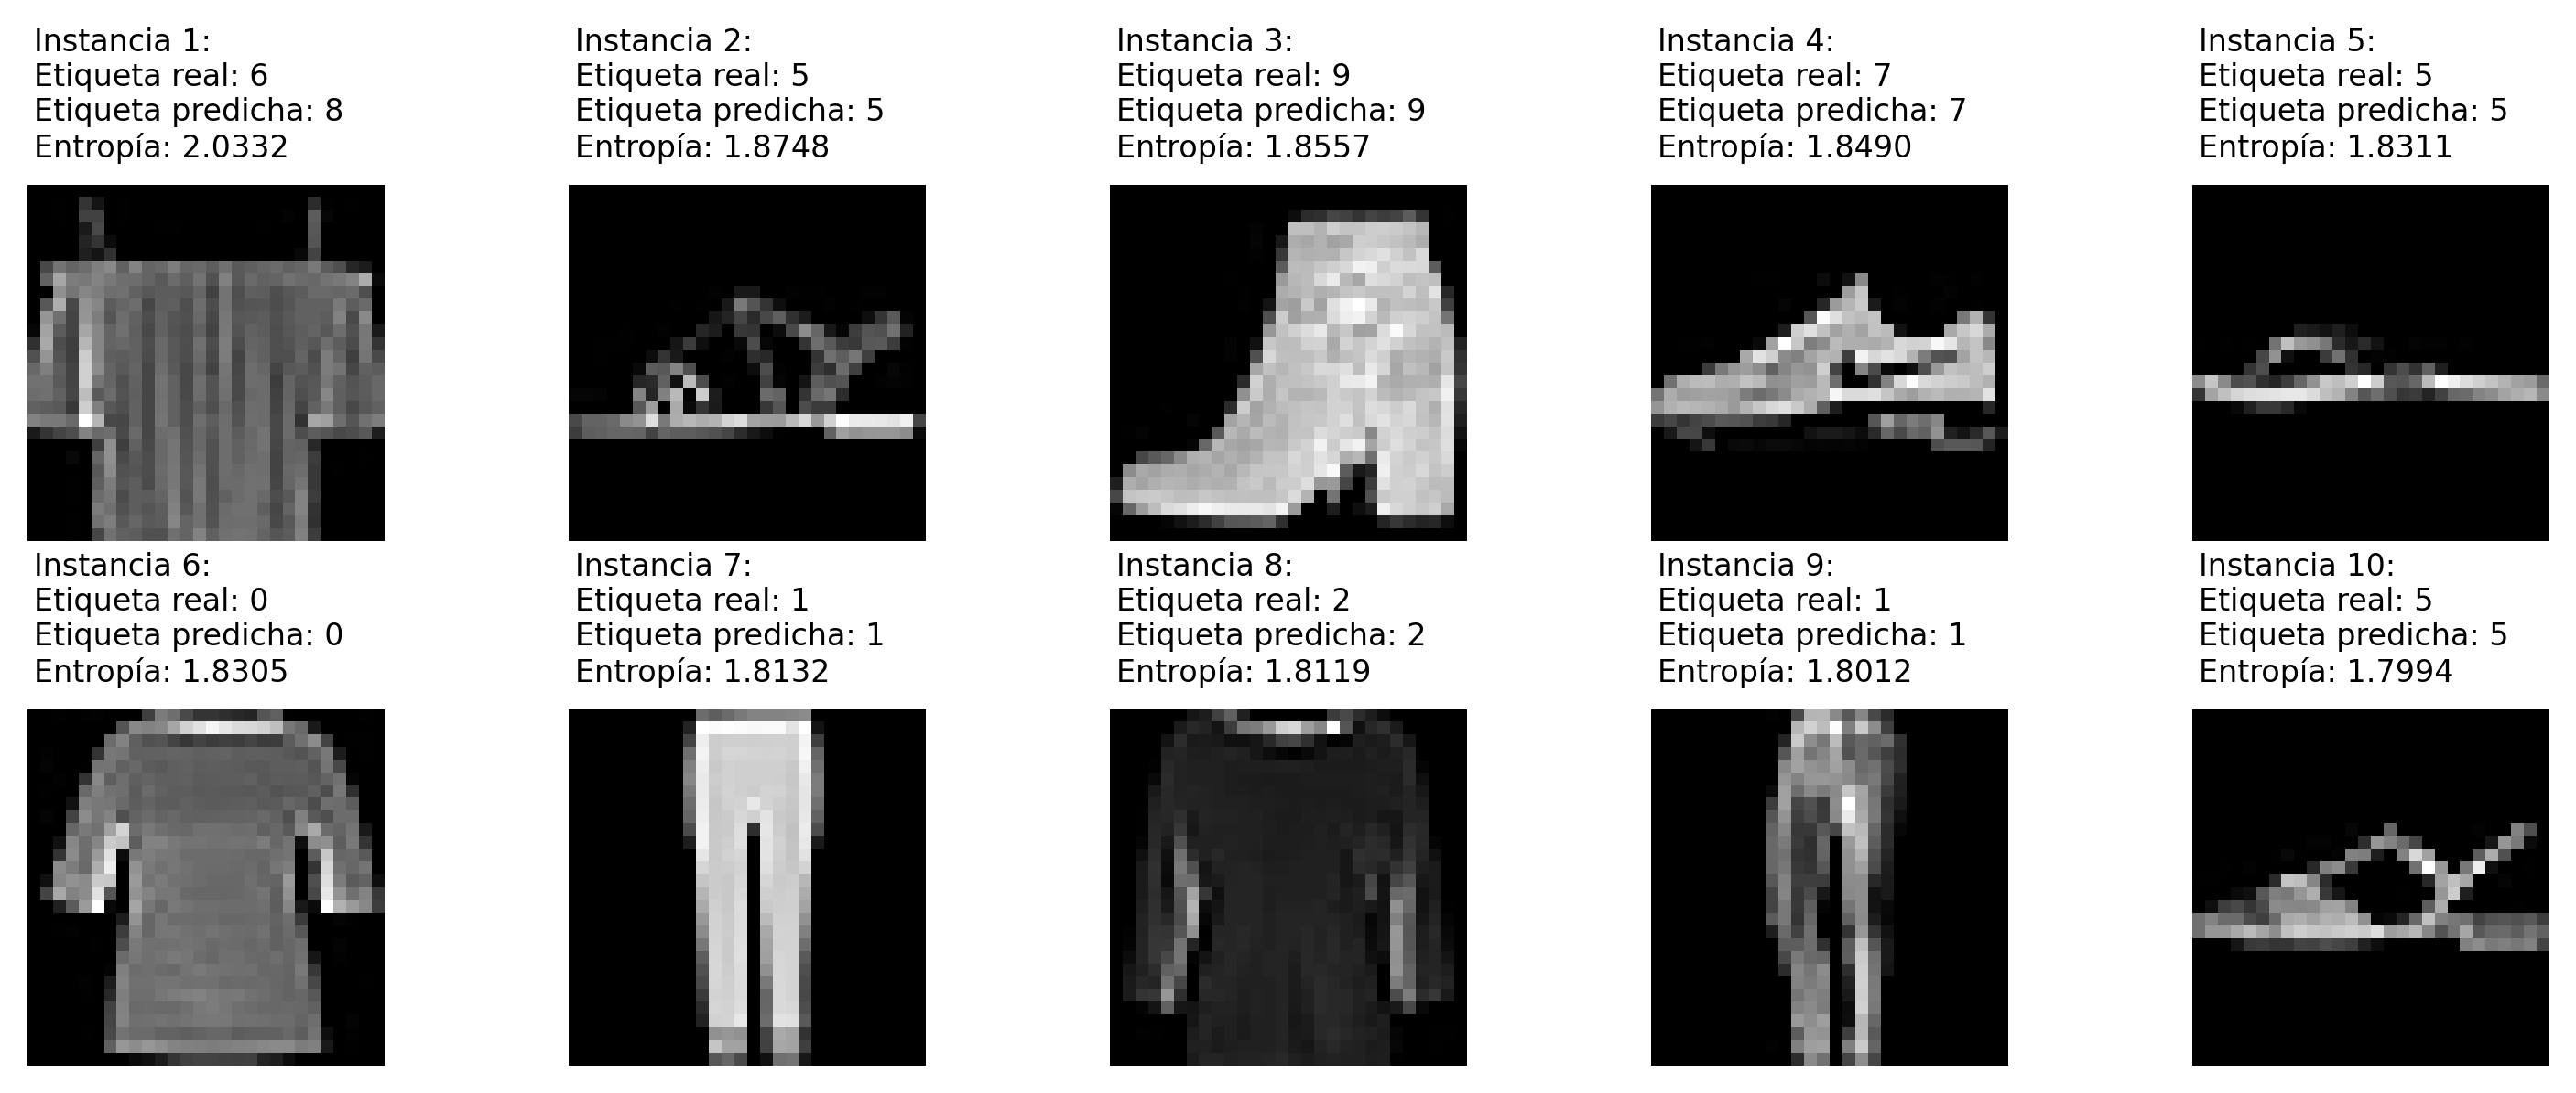 Instancia 1:
Etiqueta real: 6
Etiqueta predicha: 8
Entropía: 2.0332
Instancia 2:
Etiqueta real: 5
Etiqueta predicha: 5
Entropía: 1.8748
Instancia 3:
Etiqueta real: 9
Etiqueta predicha: 9
Entropía: 1.8557
Instancia 4:
Etiqueta real: 7
Etiqueta predicha: 7
Entropía: 1.8490
Instancia 5:
Etiqueta real: 5
Etiqueta predicha: 5
Entropía: 1.8311
Instancia 6:
Etiqueta real: 0
Etiqueta predicha: 0
Entropía: 1.8305
Instancia 7:
Etiqueta real: 1
Etiqueta predicha: 1
Entropía: 1.8132
Instancia 8:
Etiqueta real: 2
Etiqueta predicha: 2
Entropía: 1.8119
Instancia 9:
Etiqueta real: 1
Etiqueta predicha: 1
Entropía: 1.8012
Instancia 10:
Etiqueta real: 5
Etiqueta predicha: 5
Entropía: 1.7994